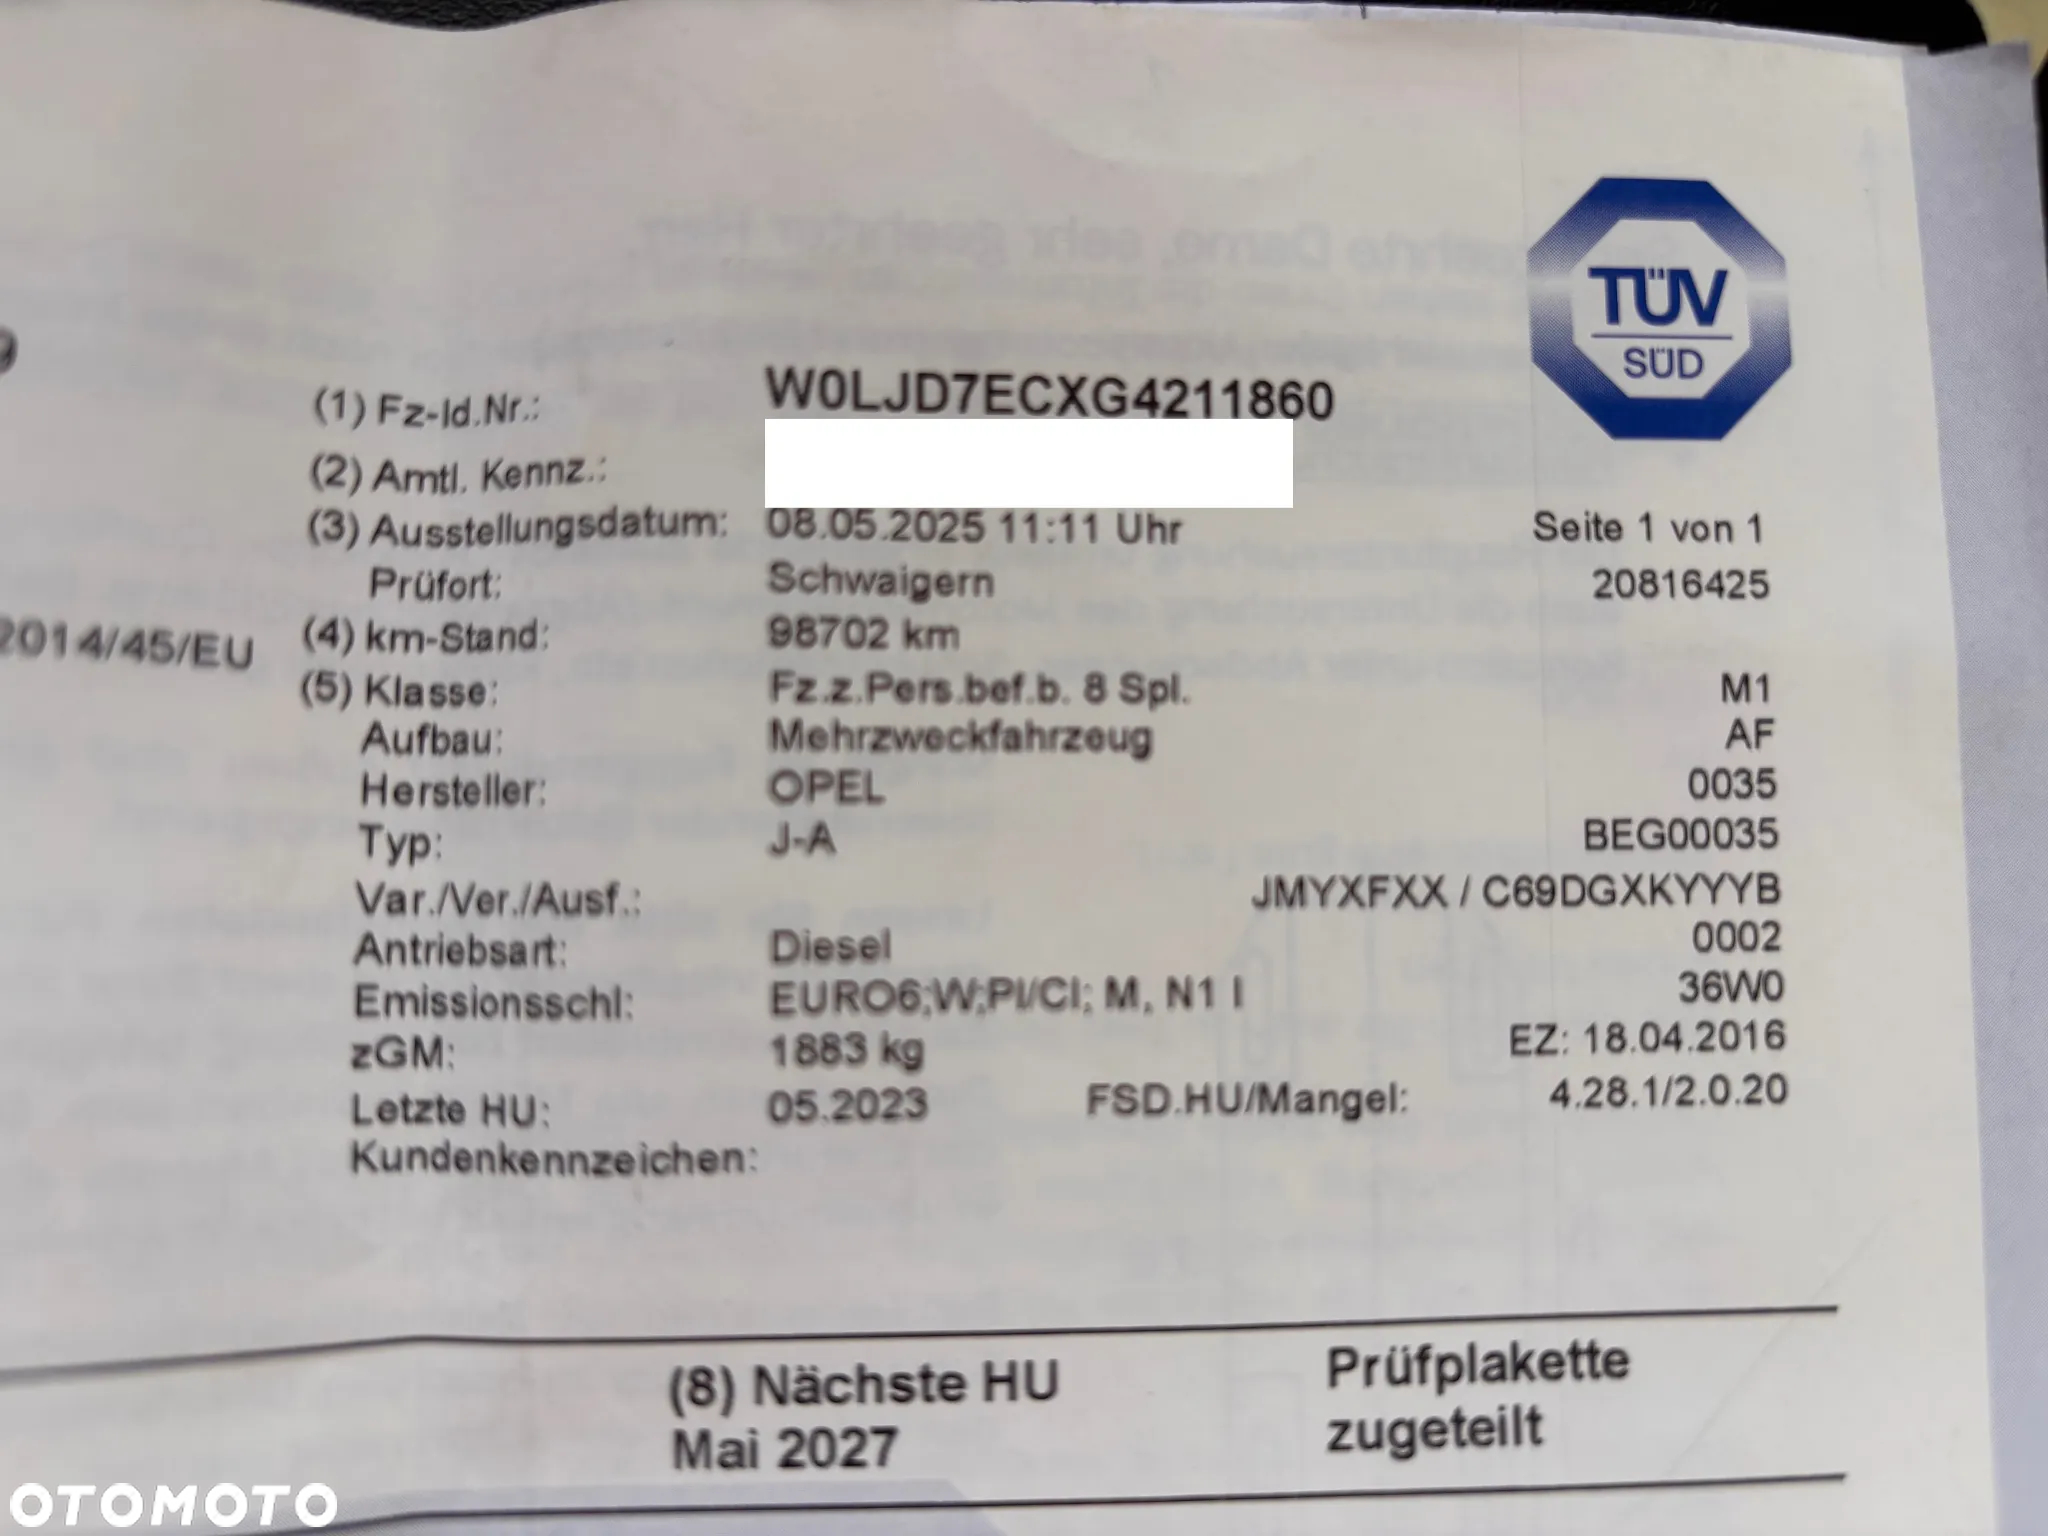 TÜV
SÜD
(1) Fz-Id.Nr.: W0LJD7ECXG4211860
(2) Amtl. Kennz.:
(3) Ausstellungsdatum: 08.05.2025 11:11 Uhr Seite 1 von 1
Prüfort: Schwaigern 20816425
2014/45/EU (4) km-Stand: 98702 km
(5) Klasse: Fz.z.Pers.bef.b. 8 Spl. M1
Aufbau: Mehrzweckfahrzeug AF
Hersteller: OPEL 0035
Typ: J-A BEG00035
Var./Ver./Ausf.: JMYXFXX / C69DGXKYYYB
Antriebsart: Diesel 0002
Emissionsschl: EURO6;W;PI/CI; M, N1 I 36W0
zGM: 1883 kg EZ: 18.04.2016
Letzte HU: 05.2023 FSD.HU/Mangel: 4.28.1/2.0.20
Kundenkennzeichen:
(8) Nächste HU Prüfplakette
Mai 2027 zugeteilt
OTOMOTO